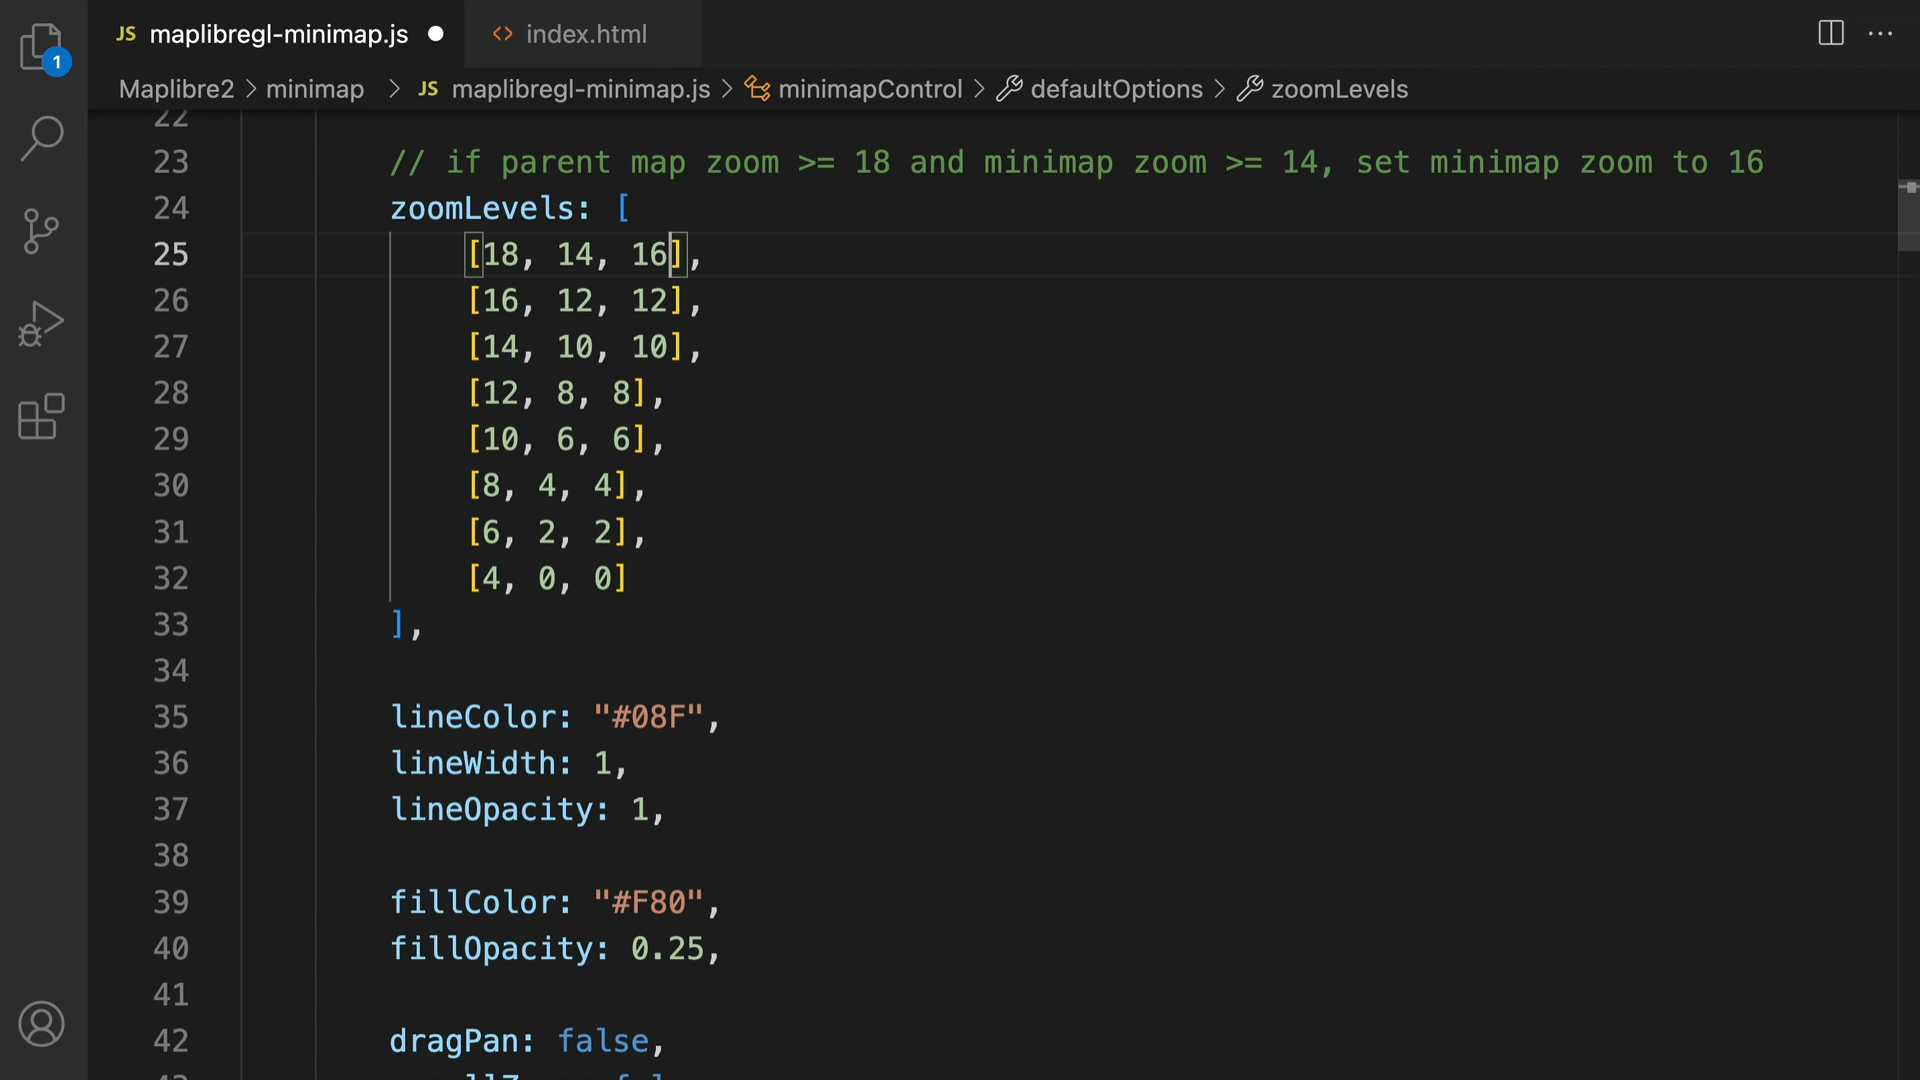 JS maplibregl-minimap.js
<> index.html
1
Maplibre2 > minimap > JS maplibregl-minimap.js > minimapControl > defaultOptions > zoomLevels
22
23 // if parent map zoom >= 18 and minimap zoom >= 14, set minimap zoom to 16
24 zoomLevels: [
25 [18, 14, 16],
26 [16, 12, 12],
27 [14, 10, 10],
28 [12, 8, 8],
29 [10, 6, 6],
30 [8, 4, 4],
31 [6, 2, 2],
32 [4, 0, 0]
33 ],
34
35 lineColor: "#08F",
36 lineWidth: 1,
37 lineOpacity: 1,
38
39 fillColor: "#F80",
40 fillOpacity: 0.25,
41
42 dragPan: false,